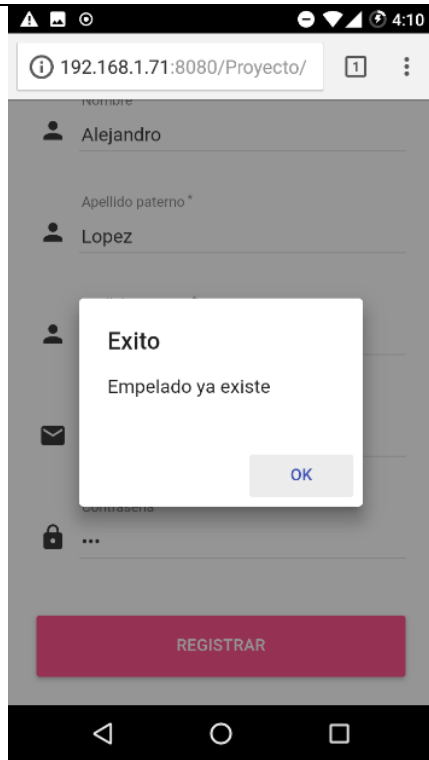 4:10
192.168.1.71:8080/Proyecto/
1
Nombre
Alejandro
Apellido paterno *
Lopez
Exito
Empelado ya existe
OK
Contraseña
REGISTRAR